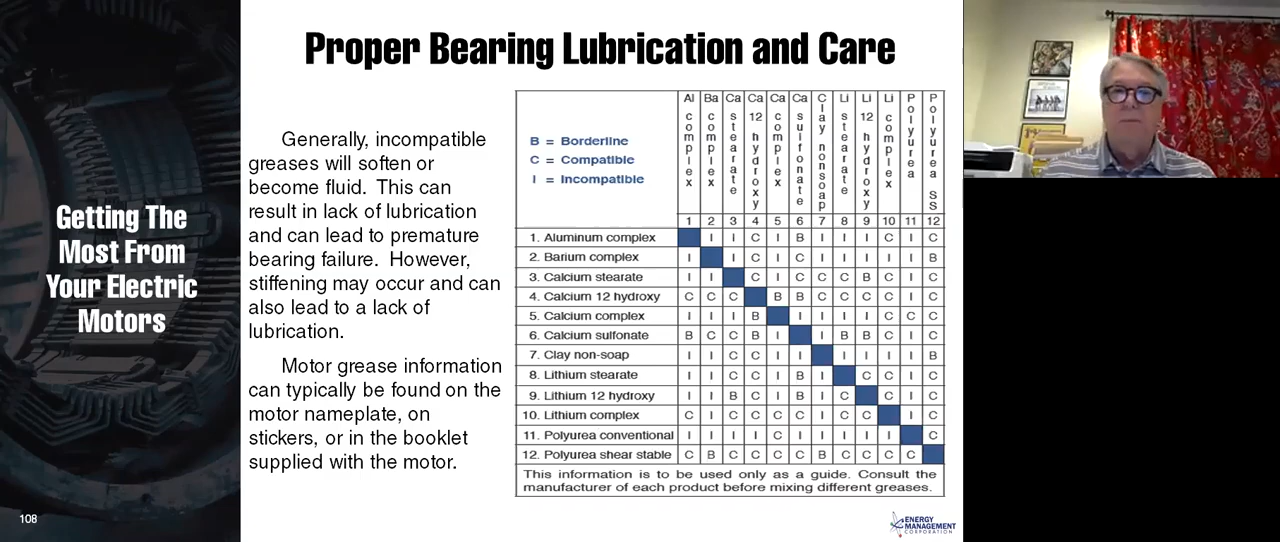 Proper Bearing Lubrication and Care
Getting The
Most From
Your Electric
Motors
108
Generally, incompatible
greases will soften or
become fluid. This can
result in lack of lubrication
and can lead to premature
bearing failure. However,
stiffening may occur and can
also lead to a lack of
lubrication.
Motor grease information
can typically be found on the
motor nameplate, on
stickers, or in the booklet
supplied with the motor.
B = Borderline
C = Compatible
I = Incompatible
Al complex
Ba complex
Ca stearate
Ca 12 hydroxy
Ca complex
Ca sulfonate
Clay nonsoap
Li stearate
Li 12 hydroxy
Li complex
Polyurea
Polyurea SS
1 2 3 4 5 6 7 8 9 10 11 12
1. Aluminum complex I I C I B I I I C I C
2. Barium complex I I C I C I I I I I B
3. Calcium stearate I I C I C C C B C I C
4. Calcium 12 hydroxy C C C B B C C C C I C
5. Calcium complex I I I B I I I I C C C
6. Calcium sulfonate B C C B I I B B C I C
7. Clay non-soap I I C C I I I I I I B
8. Lithium stearate I I C C I B I C C I C
9. Lithium 12 hydroxy I I B C I B I C C I C
10. Lithium complex C I C C C C I C C I C
11. Polyurea conventional I I I I C I I I I I C
12. Polyurea shear stable C B C C C C B C C C C
This information is to be used only as a guide. Consult the
manufacturer of each product before mixing different greases.
ENERGY
MANAGEMENT
CORPORATION